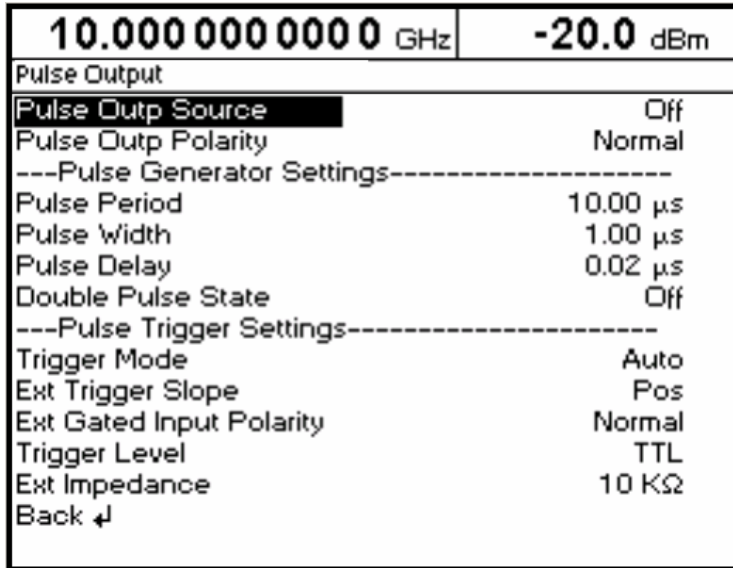 10.000 000 000 0 GHz -20.0 dBm
Pulse Output
Pulse Outp Source Off
Pulse Outp Polarity Normal
---Pulse Generator Settings--------------------
Pulse Period 10.00 µs
Pulse Width 1.00 µs
Pulse Delay 0.02 µs
Double Pulse State Off
---Pulse Trigger Settings----------------------
Trigger Mode Auto
Ext Trigger Slope Pos
Ext Gated Input Polarity Normal
Trigger Level TTL
Ext Impedance 10 KΩ
Back ↲